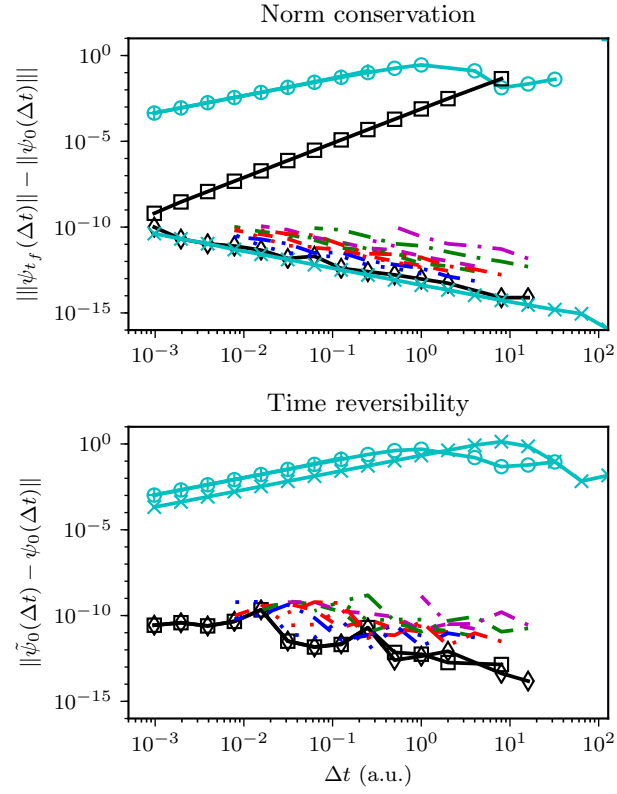 Norm conservation
|||ψ_{t_f}(Δt)|| − ||ψ_0(Δt)|||
10^0
10^{−5}
10^{−10}
10^{−15}
10^{−3} 10^{−2} 10^{−1} 10^0 10^1 10^2
Time reversibility
||ψ̃_0(Δt) − ψ_0(Δt)||
10^0
10^{−5}
10^{−10}
10^{−15}
10^{−3} 10^{−2} 10^{−1} 10^0 10^1 10^2
Δt (a.u.)